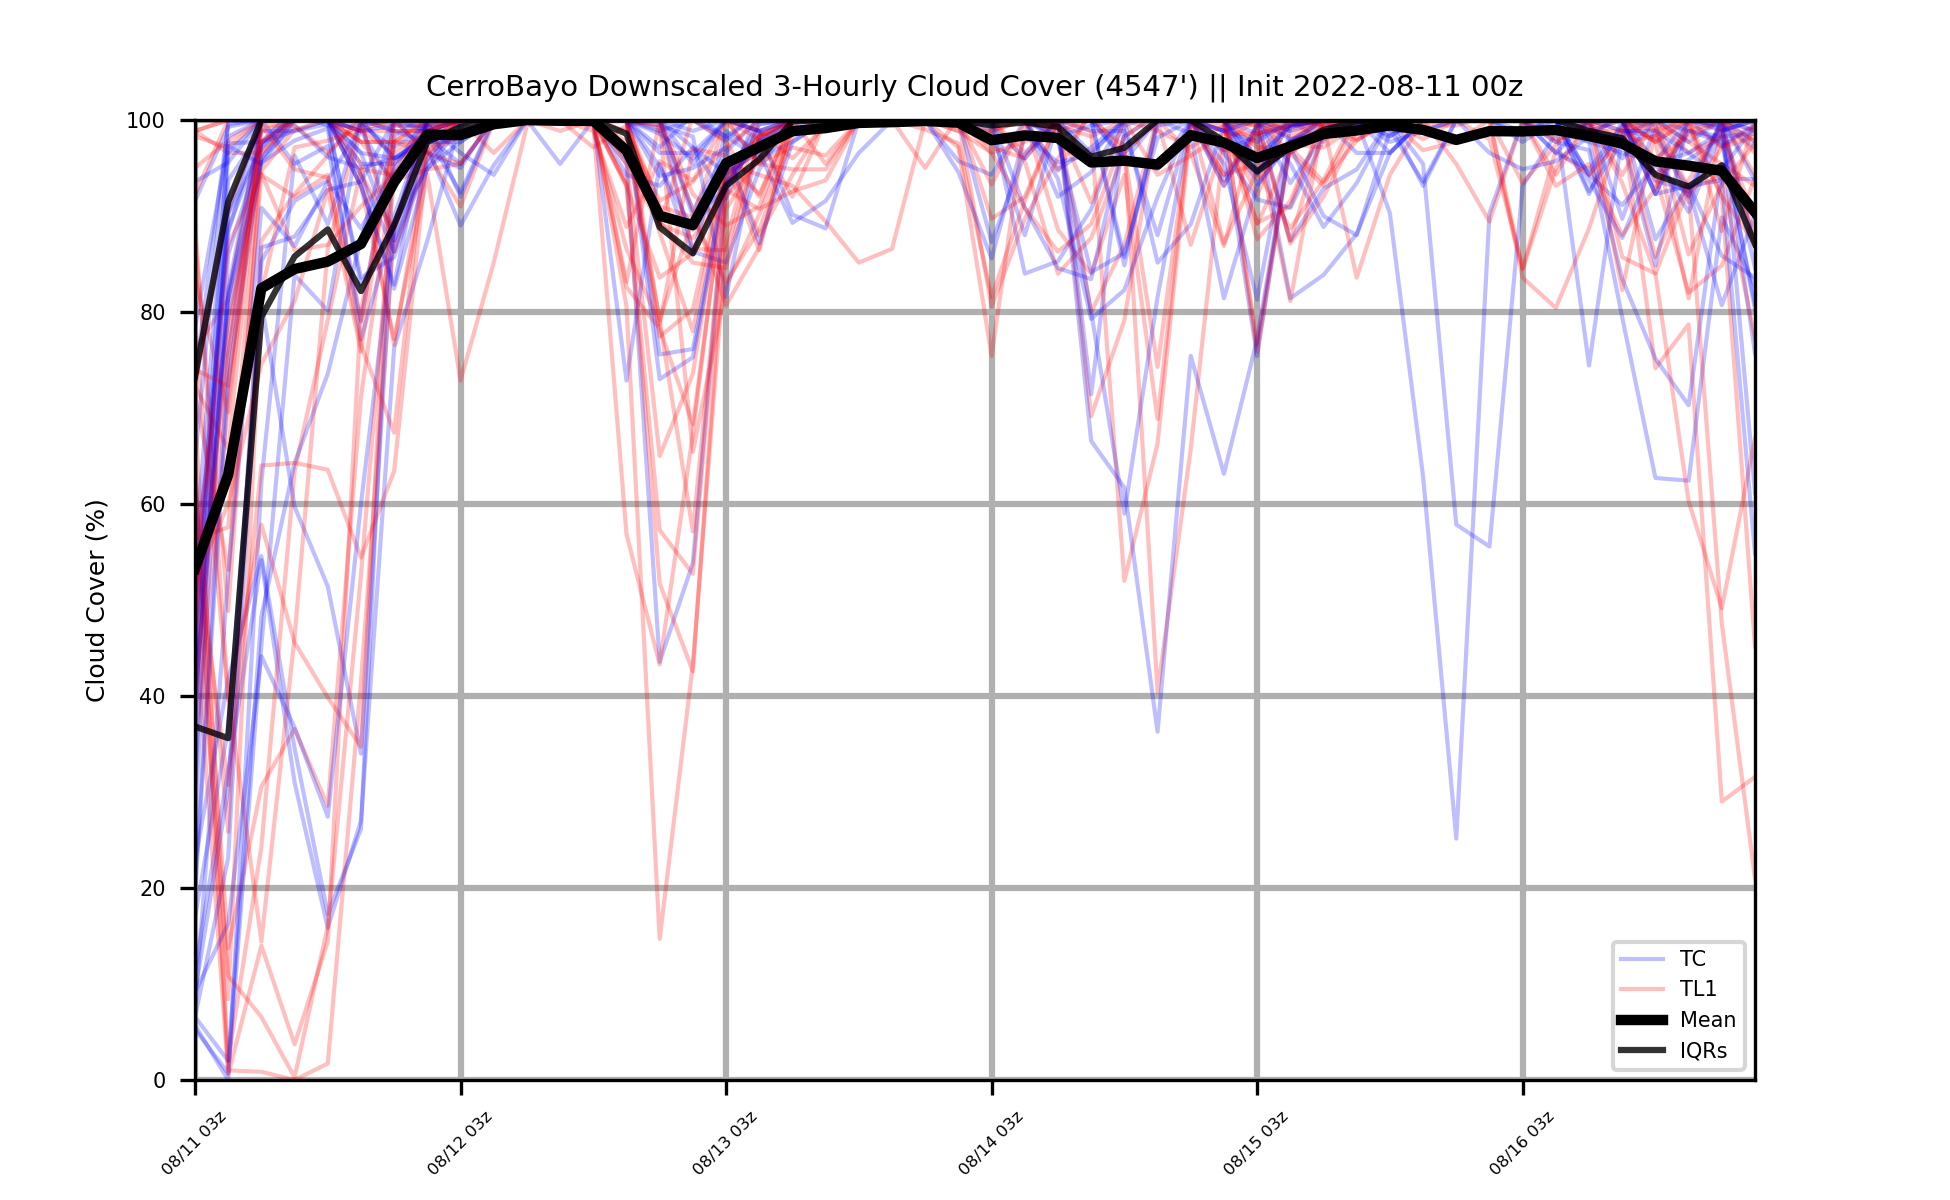 CerroBayo Downscaled 3-Hourly Cloud Cover (4547') || Init 2022-08-11 00z
Cloud Cover (%)
100
80
60
40
20
0
TC
TL1
Mean
IQRs
08/11 03z
08/12 03z
08/13 03z
08/14 03z
08/15 03z
08/16 03z